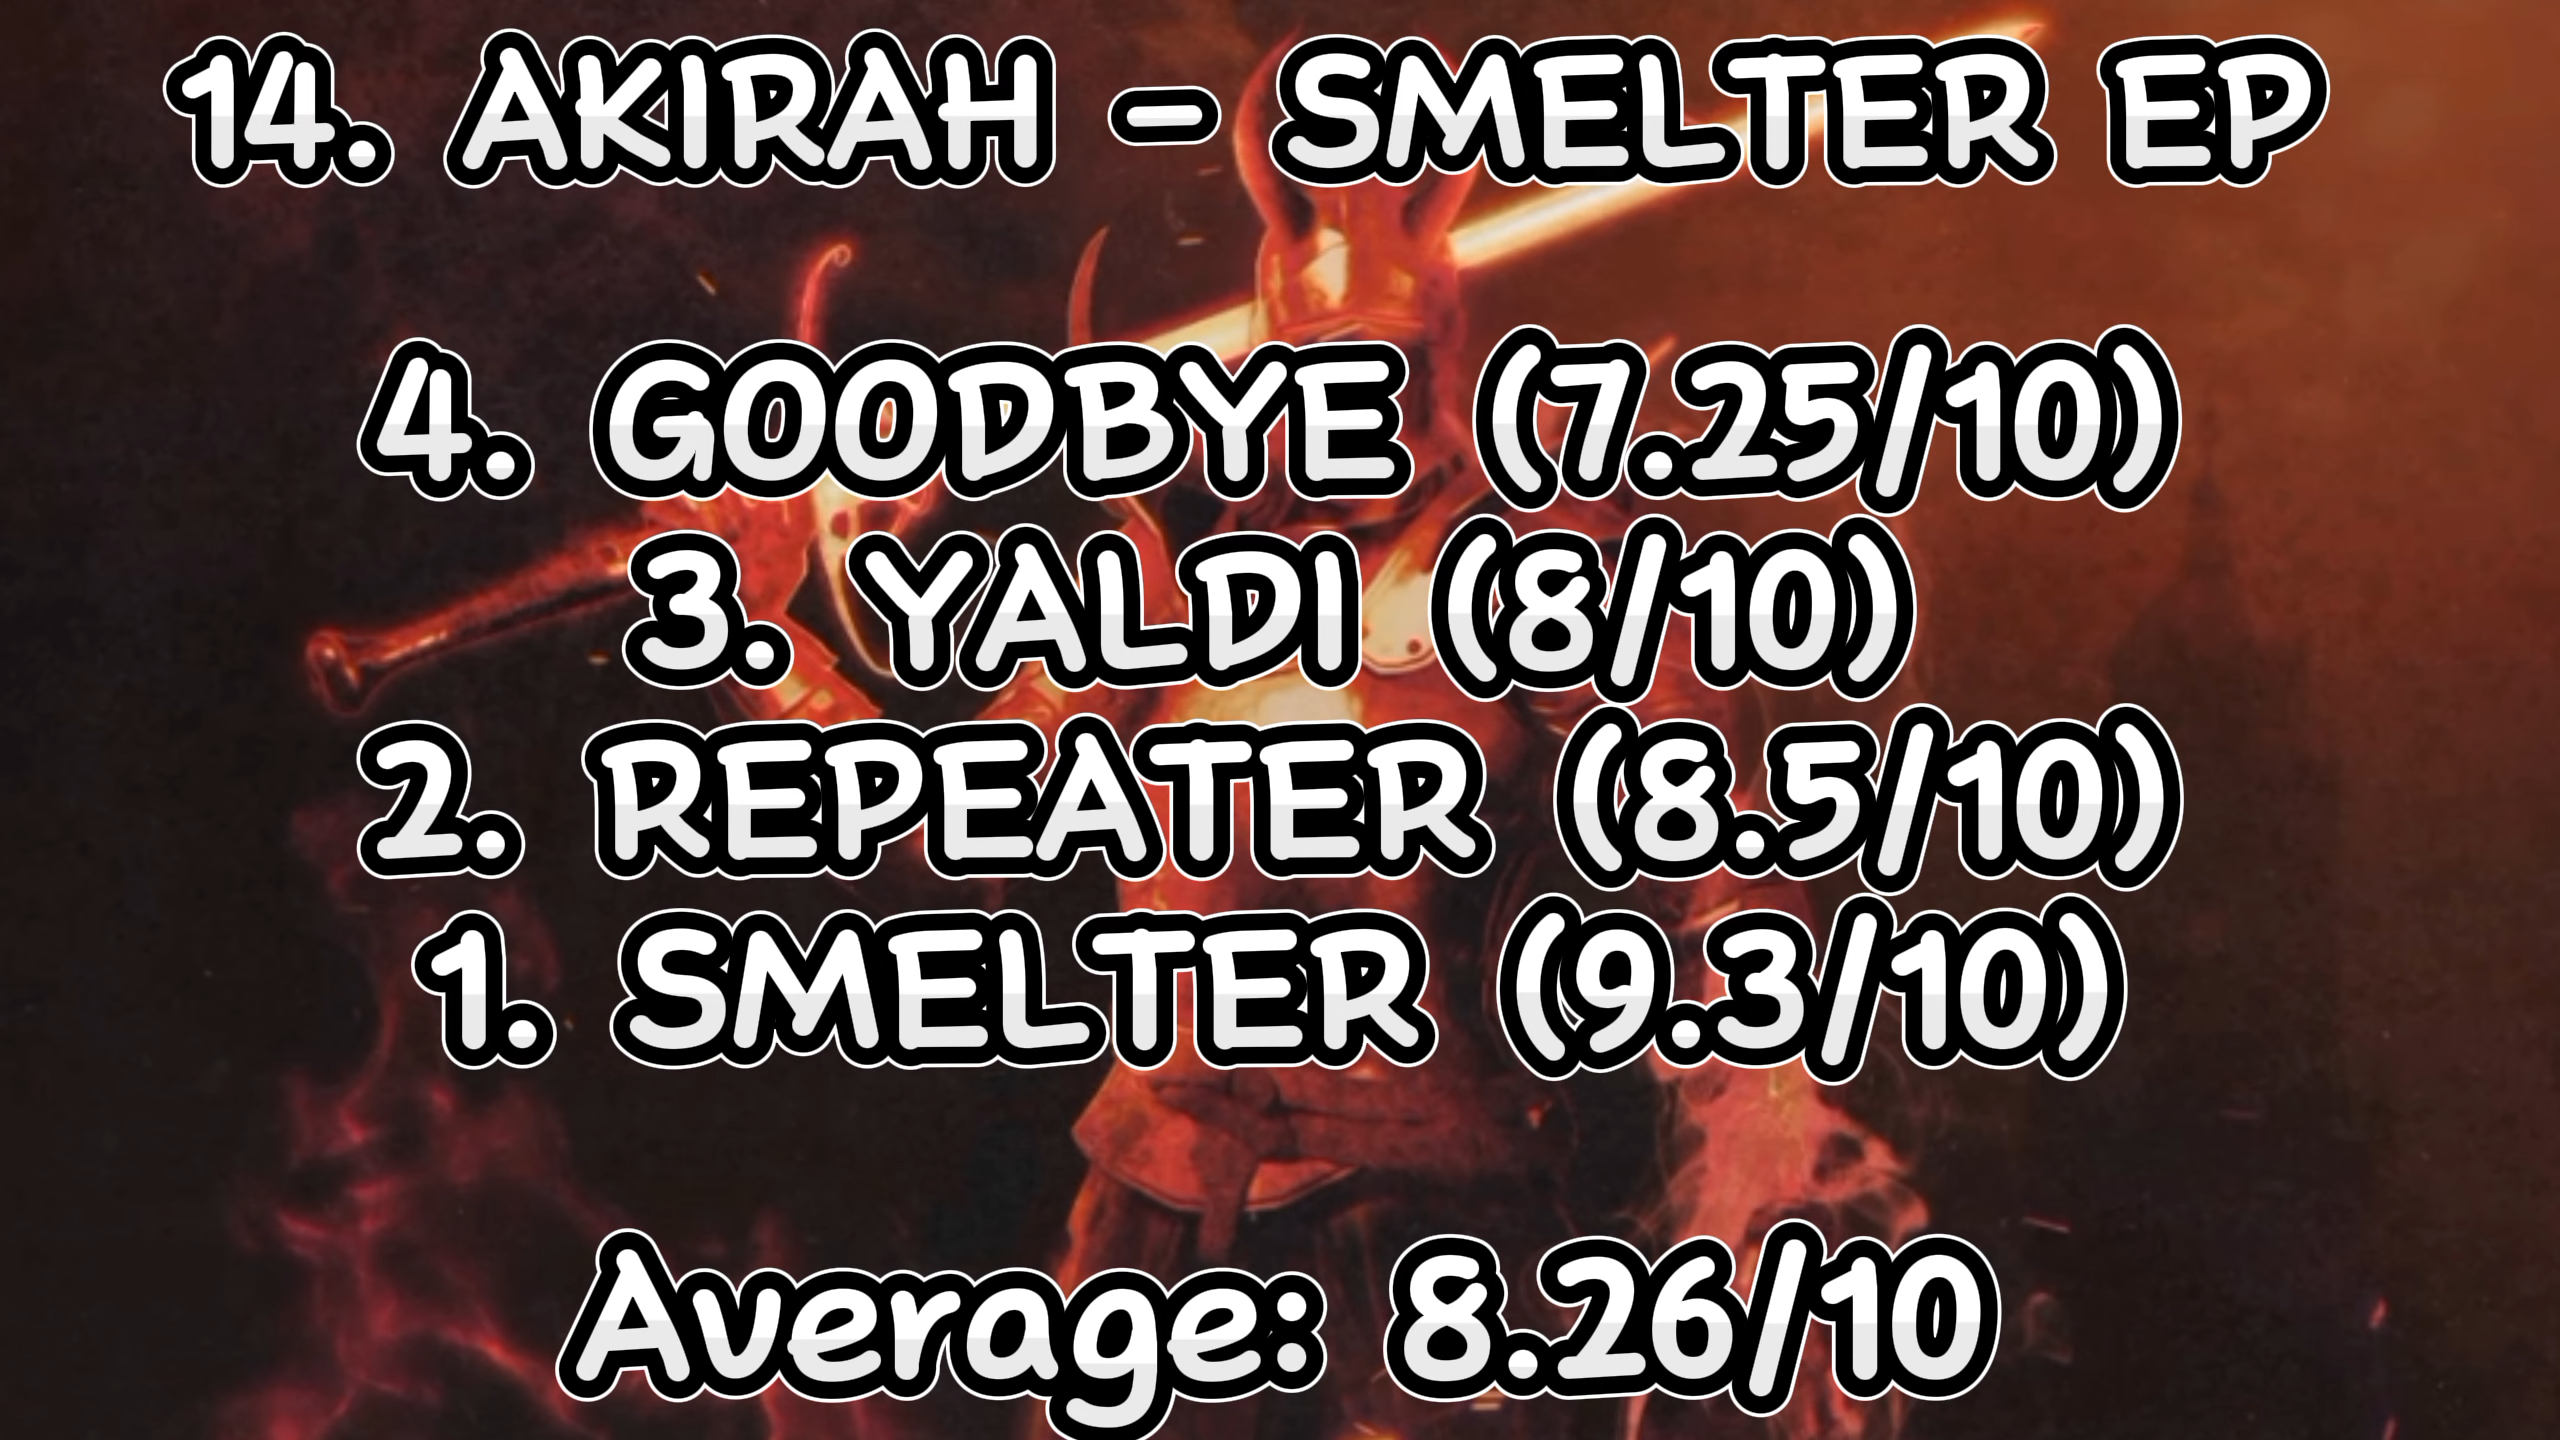 14. AKIRAH - SMELTER EP
4. GOODBYE (7.25/10)
3. YALDI (8/10)
2. REPEATER (8.5/10)
1. SMELTER (9.3/10)
Average: 8.26/10